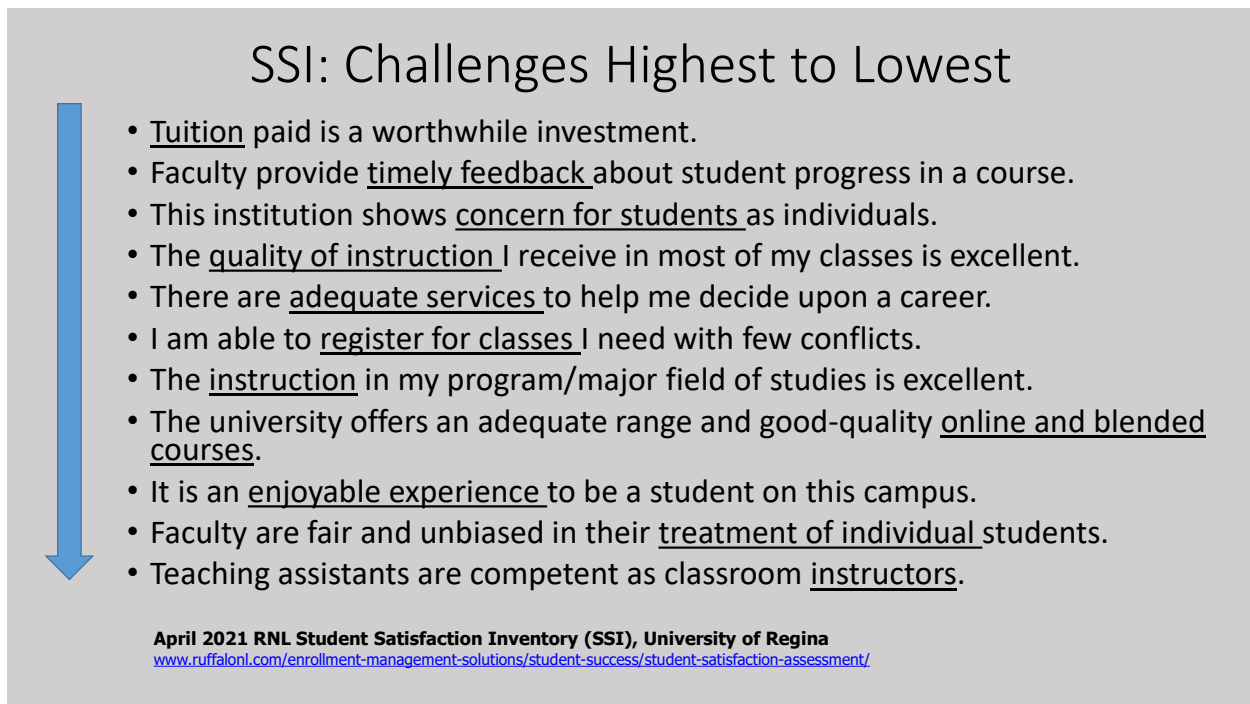 SSI: Challenges Highest to Lowest
• Tuition paid is a worthwhile investment.
• Faculty provide timely feedback about student progress in a course.
• This institution shows concern for students as individuals.
• The quality of instruction I receive in most of my classes is excellent.
• There are adequate services to help me decide upon a career.
• I am able to register for classes I need with few conflicts.
• The instruction in my program/major field of studies is excellent.
• The university offers an adequate range and good-quality online and blended
courses.
• It is an enjoyable experience to be a student on this campus.
• Faculty are fair and unbiased in their treatment of individual students.
• Teaching assistants are competent as classroom instructors.
April 2021 RNL Student Satisfaction Inventory (SSI), University of Regina
www.ruffalonl.com/enrollment-management-solutions/student-success/student-satisfaction-assessment/